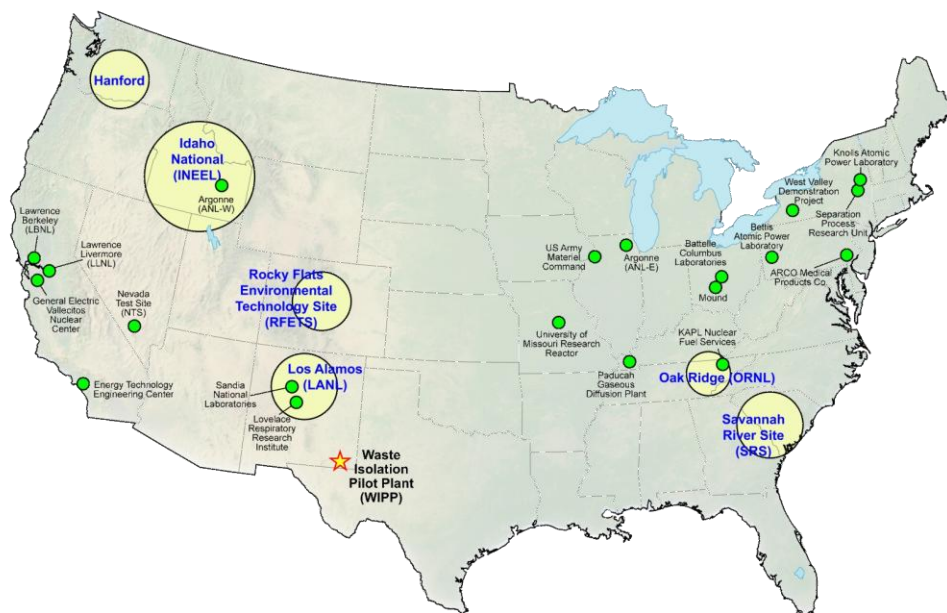 Hanford
Idaho
National
(INEEL)
Argonne
(ANL-W)
Lawrence
Berkeley
(LBNL)
Lawrence
Livermore
(LLNL)
General Electric
Vallecitos
Nuclear
Center
Nevada
Test Site
(NTS)
Energy Technology
Engineering Center
Rocky Flats
Environmental
Technology Site
(RFETS)
Los Alamos
(LANL)
Sandia
National
Laboratories
Lovelace
Respiratory
Research
Institute
Waste
Isolation
Pilot Plant
(WIPP)
US Army
Materiel
Command
Argonne
(ANL-E)
University of
Missouri Research
Reactor
Paducah
Gaseous
Diffusion Plant
Battelle
Columbus
Laboratories
Mound
KAPL Nuclear
Fuel Services
Oak Ridge (ORNL)
Savannah
River Site
(SRS)
Bettis
Atomic Power
Laboratory
West Valley
Demonstration
Project
Knolls Atomic
Power Laboratory
Separation
Process
Research Unit
ARCO Medical
Products Co